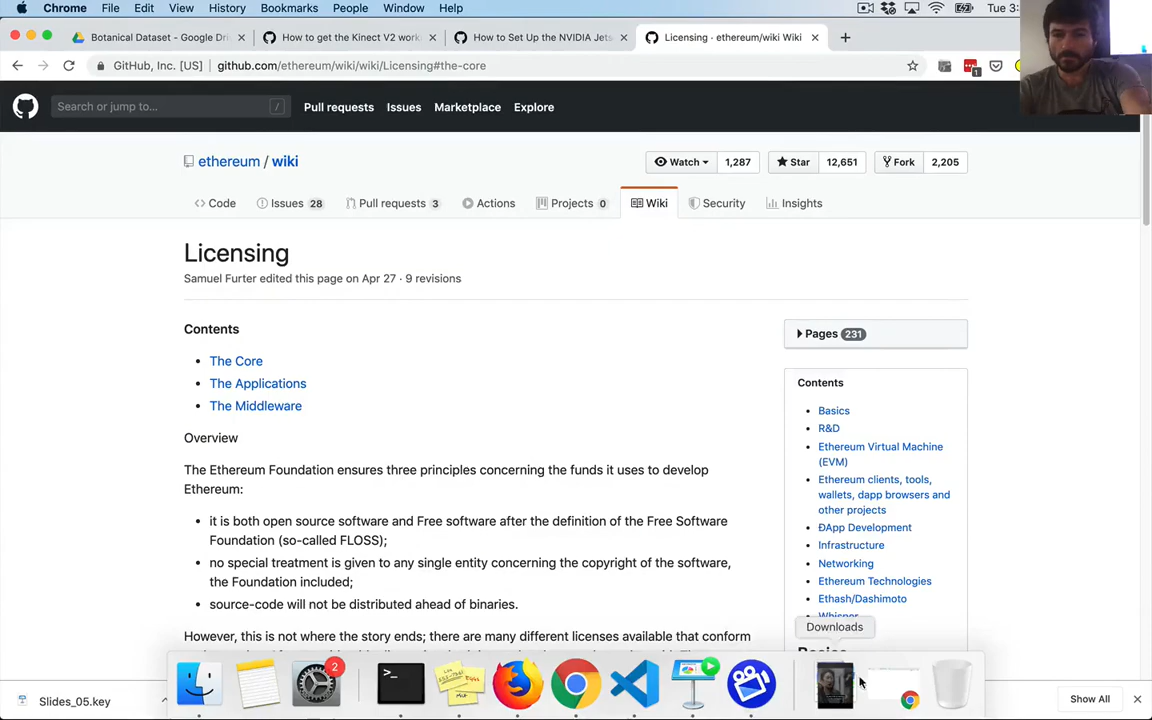 Chrome File Edit View History Bookmarks People Window Help Tue 3:
Botanical Dataset - Google Dri
How to get the Kinect V2 work
How to Set Up the NVIDIA Jets
Licensing · ethereum/wiki Wiki
GitHub, Inc. [US] github.com/ethereum/wiki/wiki/Licensing#the-core
1
Search or jump to... /
Pull requests Issues Marketplace Explore
ethereum / wiki
Watch 1,287 Star 12,651 Fork 2,205
Code Issues 28 Pull requests 3 Actions Projects 0 Wiki Security Insights
Licensing
Samuel Furter edited this page on Apr 27 · 9 revisions
Contents
The Core
The Applications
The Middleware
Overview
The Ethereum Foundation ensures three principles concerning the funds it uses to develop
Ethereum:
it is both open source software and Free software after the definition of the Free Software
Foundation (so-called FLOSS);
no special treatment is given to any single entity concerning the copyright of the software,
the Foundation included;
source-code will not be distributed ahead of binaries.
However, this is not where the story ends; there are many different licenses available that conform
Pages 231
Contents
Basics
R&D
Ethereum Virtual Machine
(EVM)
Ethereum clients, tools,
wallets, dapp browsers and
other projects
ÐApp Development
Infrastructure
Networking
Ethereum Technologies
Ethash/Dashimoto
Whisper
Downloads
Basics
2
>_
Slides_05.key
Show All